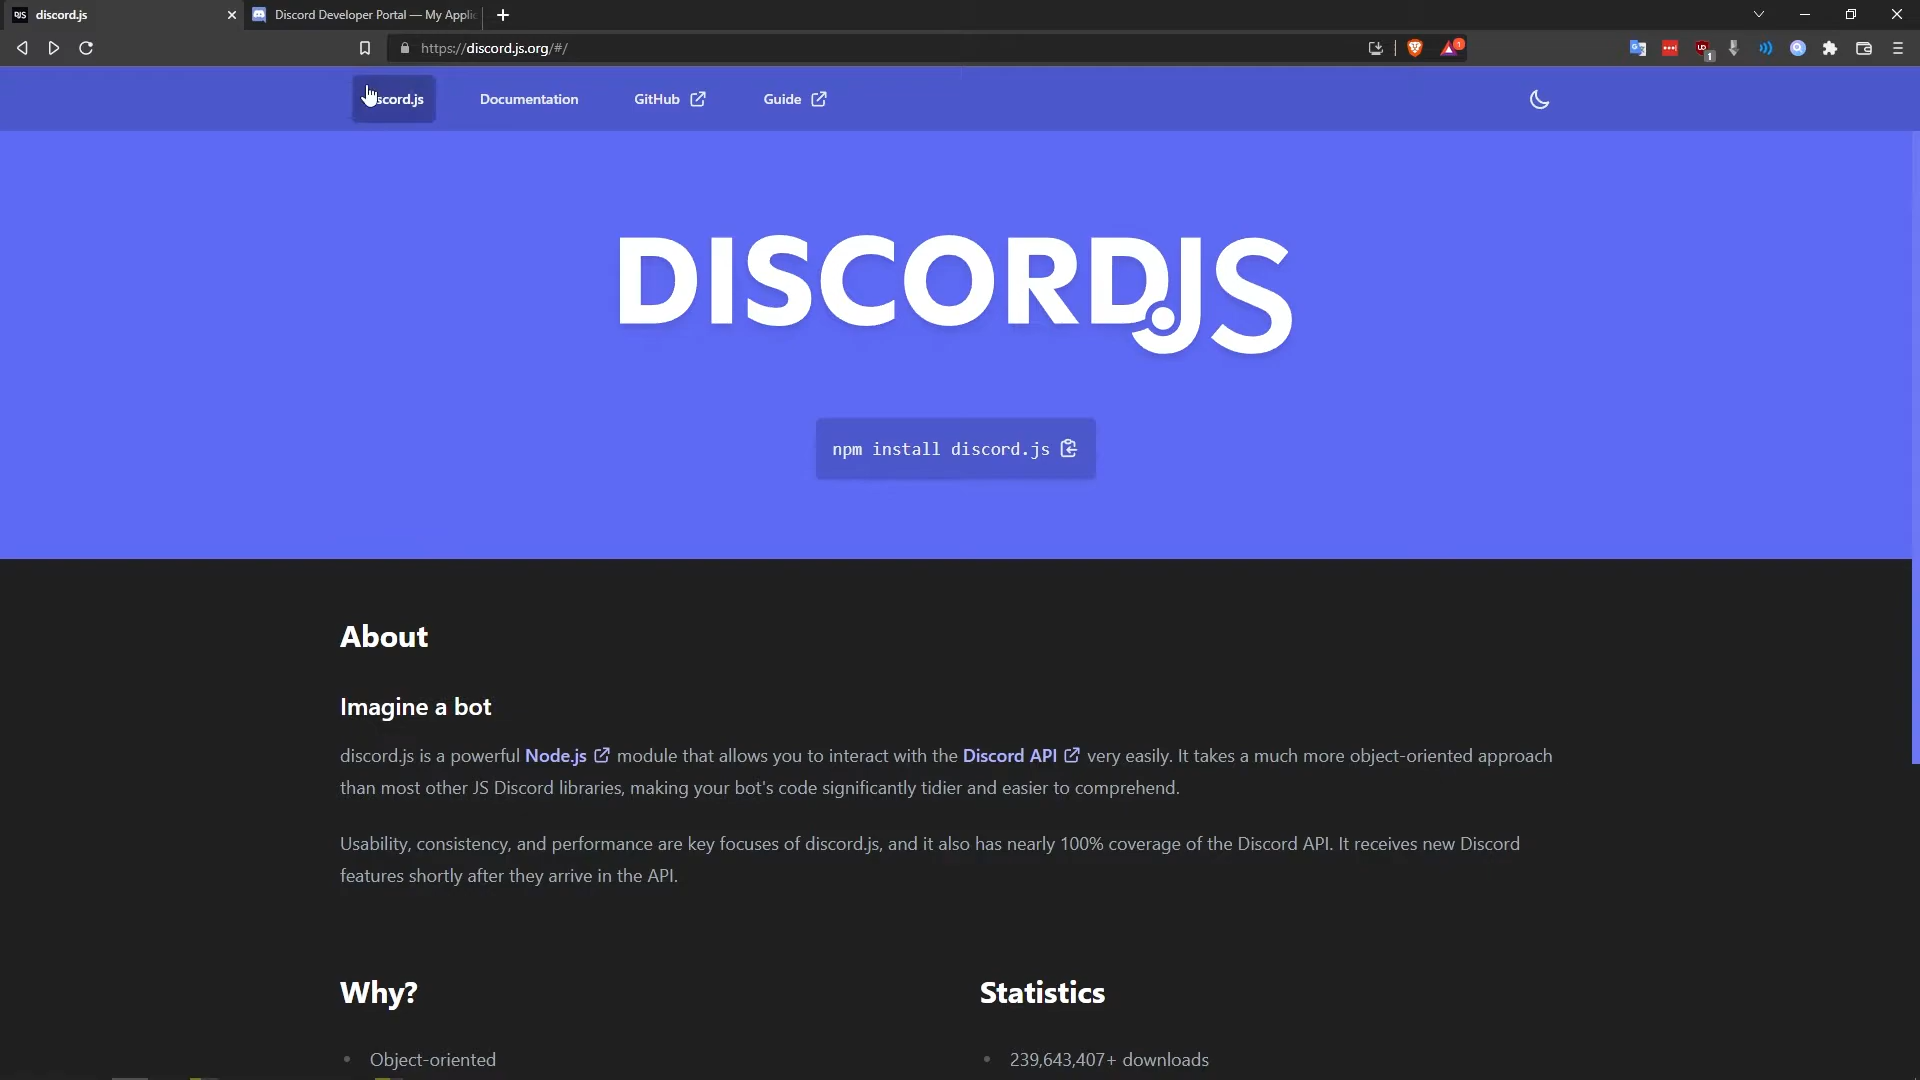 discord.js
Discord Developer Portal — My Applic
https://discord.js.org/#/
scord.js
Documentation
GitHub
Guide
DISCORD.JS
npm install discord.js
About
Imagine a bot
discord.js is a powerful Node.js module that allows you to interact with the Discord API very easily. It takes a much more object-oriented approach
than most other JS Discord libraries, making your bot's code significantly tidier and easier to comprehend.
Usability, consistency, and performance are key focuses of discord.js, and it also has nearly 100% coverage of the Discord API. It receives new Discord
features shortly after they arrive in the API.
Why?
Statistics
Object-oriented
239,643,407+ downloads